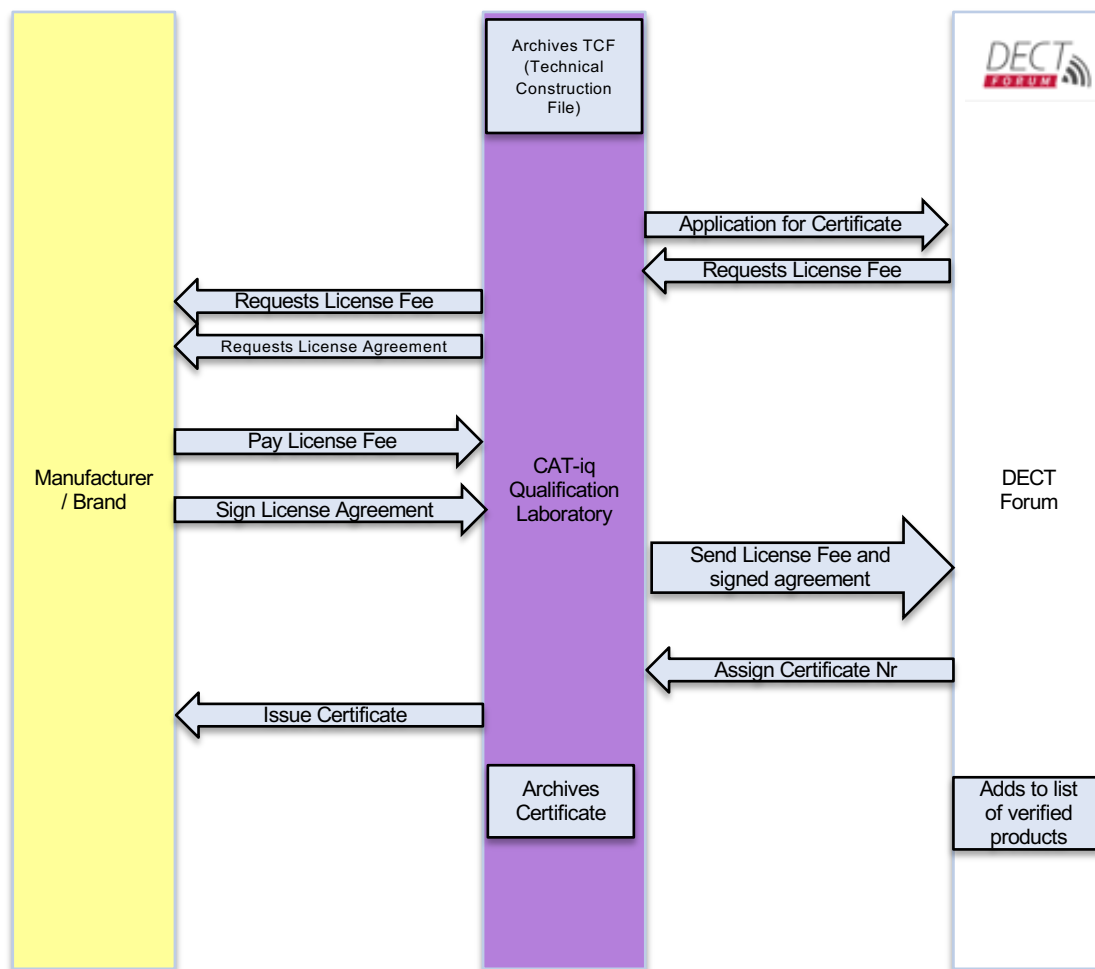 Archives TCF
(Technical
Construction
File)
DECT
FORUM
Application for Certificate
Requests License Fee
Requests License Fee
Requests License Agreement
Pay License Fee
Manufacturer
/ Brand
CAT-iq
Qualification
Laboratory
DECT
Forum
Sign License Agreement
Send License Fee and
signed agreement
Assign Certificate Nr
Issue Certificate
Archives
Certificate
Adds to list
of verified
products